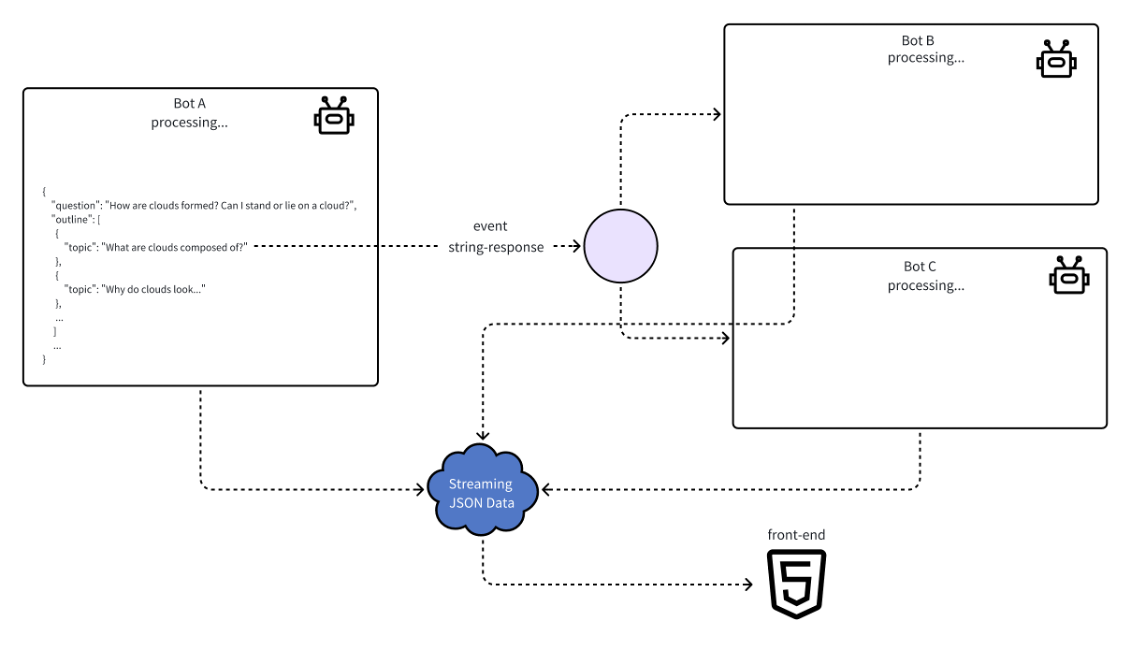 Bot A
processing...
{
"question": "How are clouds formed? Can I stand or lie on a cloud?",
"outline": [
{
"topic": "What are clouds composed of?"
},
{
"topic": "Why do clouds look..."
},
...
]
...
}
event
string-response
Bot B
processing...
Bot C
processing...
Streaming
JSON Data
front-end
5